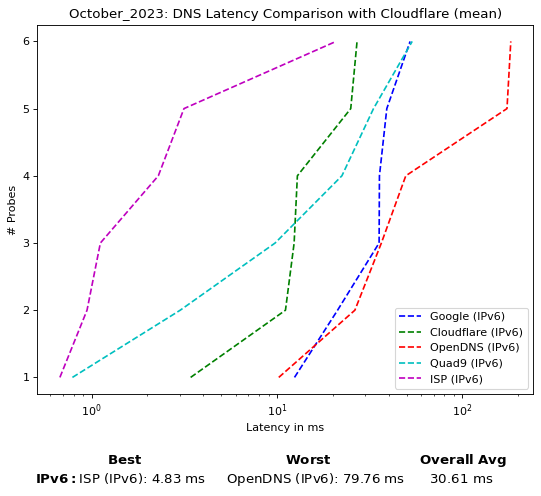 October_2023: DNS Latency Comparison with Cloudflare (mean)
6
5
4
3
2
1
# Probes
Google (IPv6)
Cloudflare (IPv6)
OpenDNS (IPv6)
Quad9 (IPv6)
ISP (IPv6)
10⁰ 10¹ 10²
Latency in ms
Best Worst Overall Avg
IPv6: ISP (IPv6): 4.83 ms OpenDNS (IPv6): 79.76 ms 30.61 ms